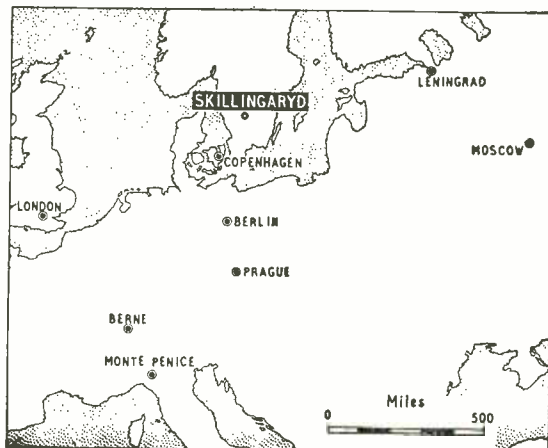 LENINGRAD
SKILLINGARYD
MOSCOW
COPENHAGEN
LONDON
BERLIN
PRAGUE
BERNE
MONTE PENICE
Miles
0 500